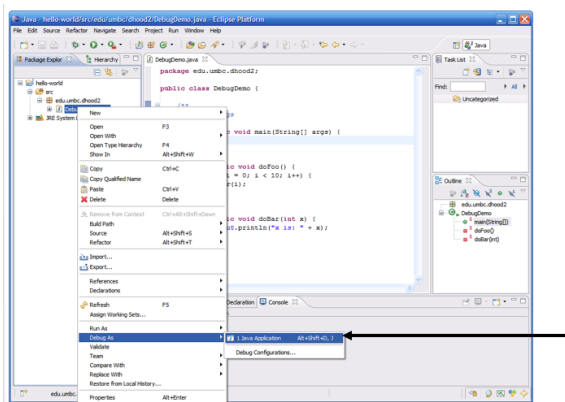 Java - hello-world/src/edu/umbc/dhood2/DebugDemo.java - Eclipse Platform
File Edit Source Refactor Navigate Search Project Run Window Help
Java
Package Explor Hierarchy
DebugDemo.java
Task List
hello-world
src
edu.umbc.dhood2
JRE System
package edu.umbc.dhood2;
public class DebugDemo {
/**
void main(String[] args) {
void doFoo() {
i = 0; i < 10; i++) {
r(i);
void doBar(int x) {
.println("x is: " + x);
Find: All
Uncategorized
Outline
edu.umbc.dhood2
DebugDemo
main(String[])
doFoo()
doBar(int)
New
Open F3
Open With
Open Type Hierarchy F4
Show In Alt+Shift+W
Copy Ctrl+C
Copy Qualified Name
Paste Ctrl+V
Delete Delete
Remove from Context Ctrl+Alt+Shift+Down
Build Path
Source Alt+Shift+S
Refactor Alt+Shift+T
Import...
Export...
References
Declarations
Refresh F5
Assign Working Sets...
Run As
Debug As
Validate
Team
Compare With
Replace With
Restore from Local History...
Properties Alt+Enter
Declaration Console
1 Java Application Alt+Shift+D, J
Debug Configurations...
edu.umbc.